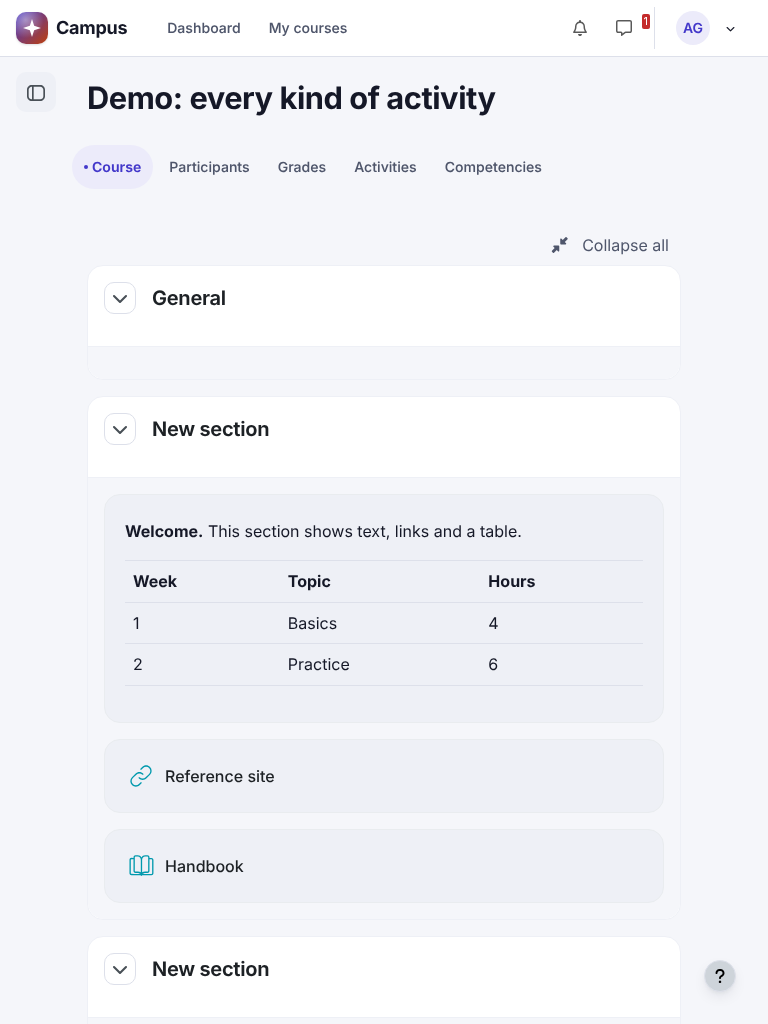 Campus
Dashboard
My courses
1
AG
Demo: every kind of activity
Course
Participants
Grades
Activities
Competencies
Collapse all
General
New section
Welcome. This section shows text, links and a table.
Week Topic Hours
1 Basics 4
2 Practice 6
Reference site
Handbook
New section
?